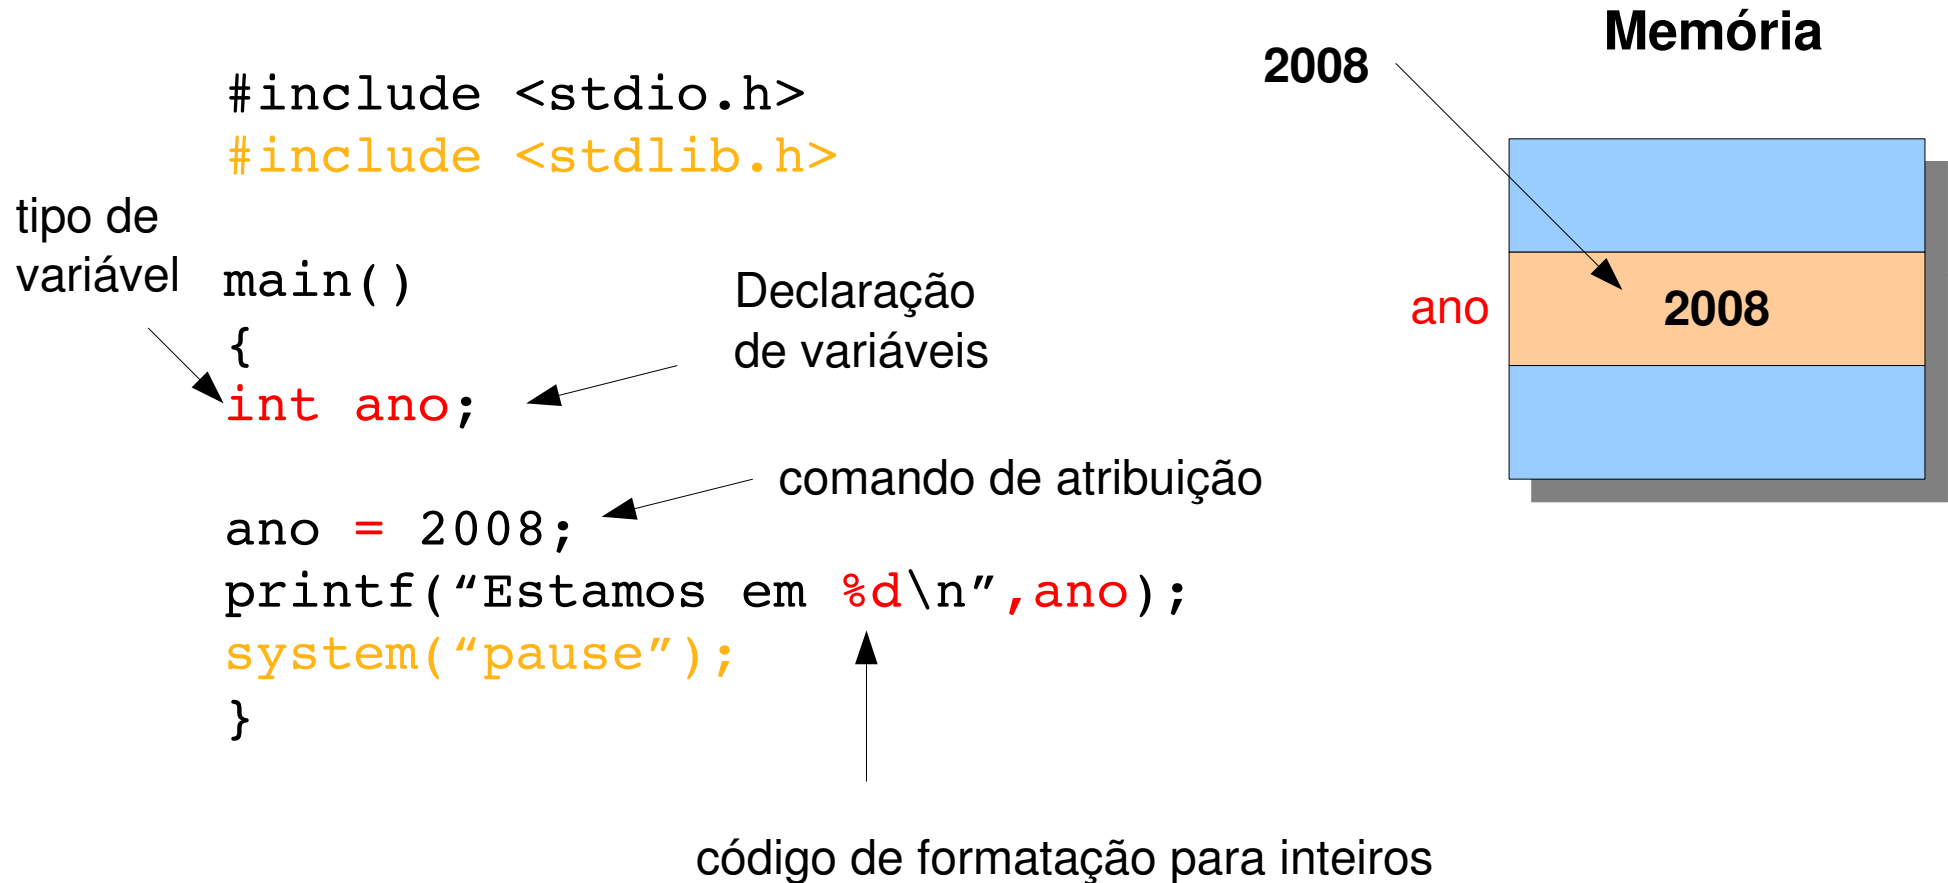 #include <stdio.h>
#include <stdlib.h>
tipo de
variável
main()
{
int ano;
Declaração
de variáveis
comando de atribuição
ano = 2008;
printf(“Estamos em %d\n”,ano);
system(“pause”);
}
código de formatação para inteiros
Memória
2008
ano
2008